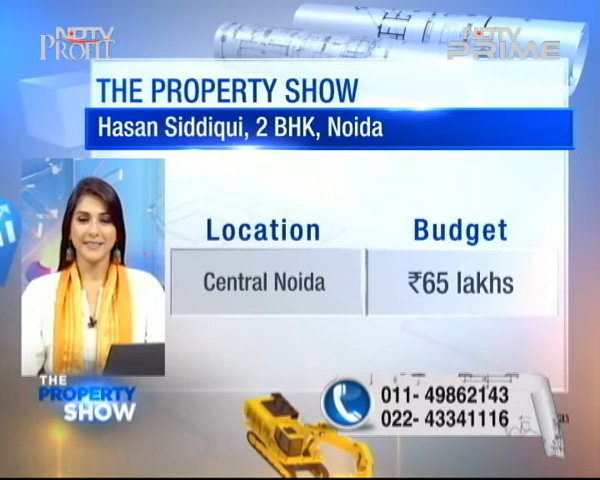 NDTV
PROFIT
NDTV
PRIME
THE PROPERTY SHOW
Hasan Siddiqui, 2 BHK, Noida
Location
Budget
Central Noida
₹65 lakhs
THE
PROPERTY
SHOW
011- 49862143
022- 43341116